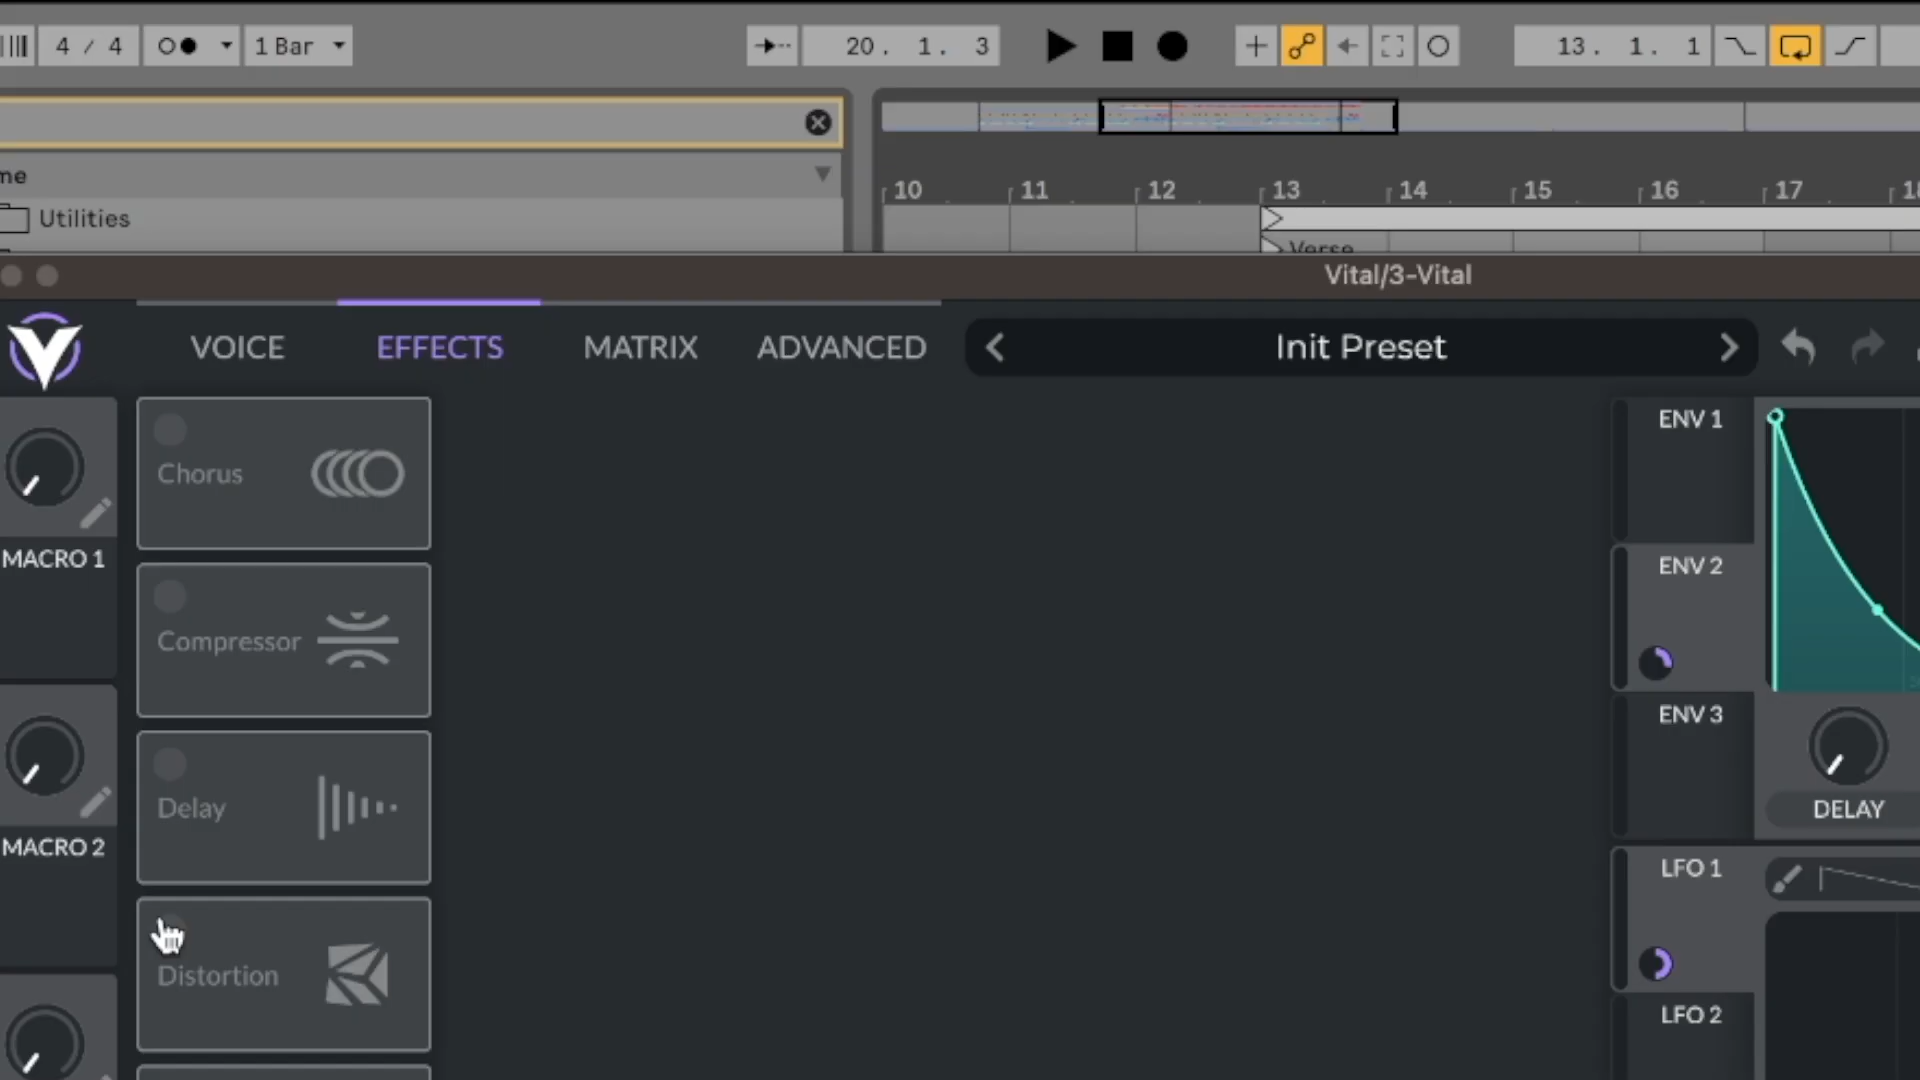 4 / 4
1 Bar
20. 1. 3
13. 1. 1
me
Utilities
10 11 12 13 14 15 16 17
Verse
Vital/3-Vital
VOICE EFFECTS MATRIX ADVANCED
Init Preset
Chorus
ENV 1
MACRO 1
Compressor
ENV 2
ENV 3
Delay
DELAY
MACRO 2
LFO 1
Distortion
LFO 2